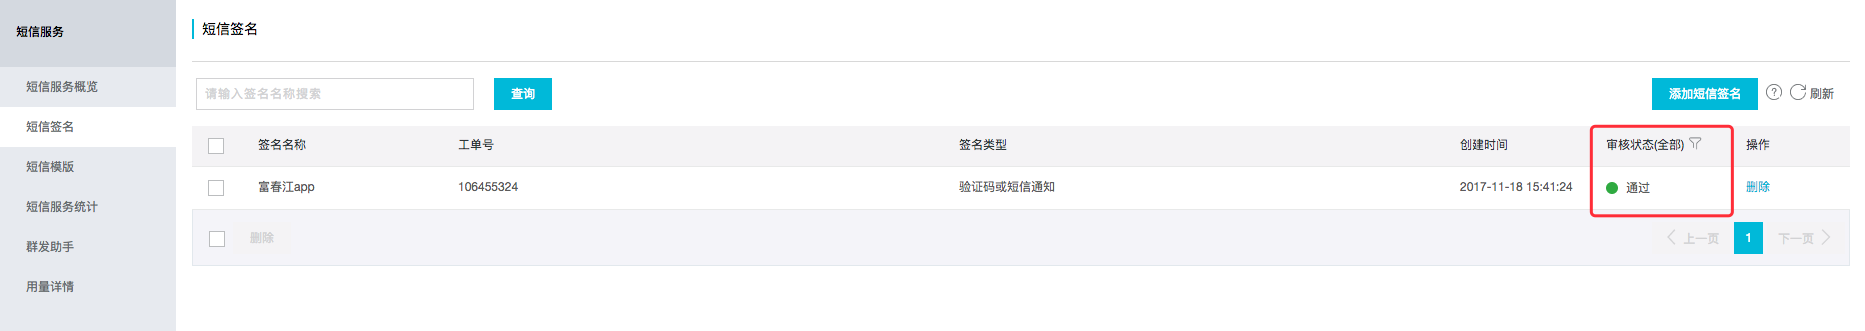 短信服务
短信服务概览
短信签名
短信模版
短信服务统计
群发助手
用量详情
短信签名
请输入签名名称搜索 查询 添加短信签名 ? 刷新
签名名称 工单号 签名类型 创建时间 审核状态(全部) 操作
富春江app 106455324 验证码或短信通知 2017-11-18 15:41:24 通过 删除
删除 上一页 1 下一页